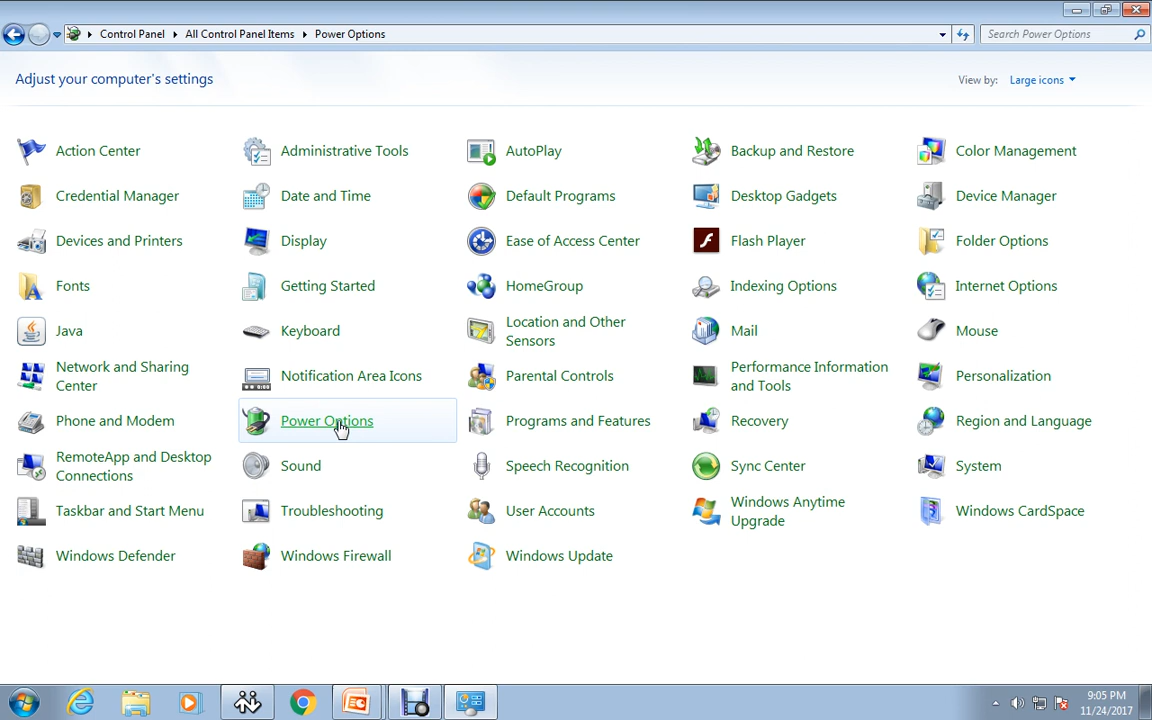 Control Panel All Control Panel Items Power Options
Search Power Options
Adjust your computer's settings
View by: Large icons
Action Center
Administrative Tools
AutoPlay
Backup and Restore
Color Management
Credential Manager
Date and Time
Default Programs
Desktop Gadgets
Device Manager
Devices and Printers
Display
Ease of Access Center
Flash Player
Folder Options
Fonts
Getting Started
HomeGroup
Indexing Options
Internet Options
Java
Keyboard
Location and Other
Sensors
Mail
Mouse
Network and Sharing
Center
Notification Area Icons
Parental Controls
Performance Information
and Tools
Personalization
Phone and Modem
Power Options
Programs and Features
Recovery
Region and Language
RemoteApp and Desktop
Connections
Sound
Speech Recognition
Sync Center
System
Taskbar and Start Menu
Troubleshooting
User Accounts
Windows Anytime
Upgrade
Windows CardSpace
Windows Defender
Windows Firewall
Windows Update
9:05 PM
11/24/2017